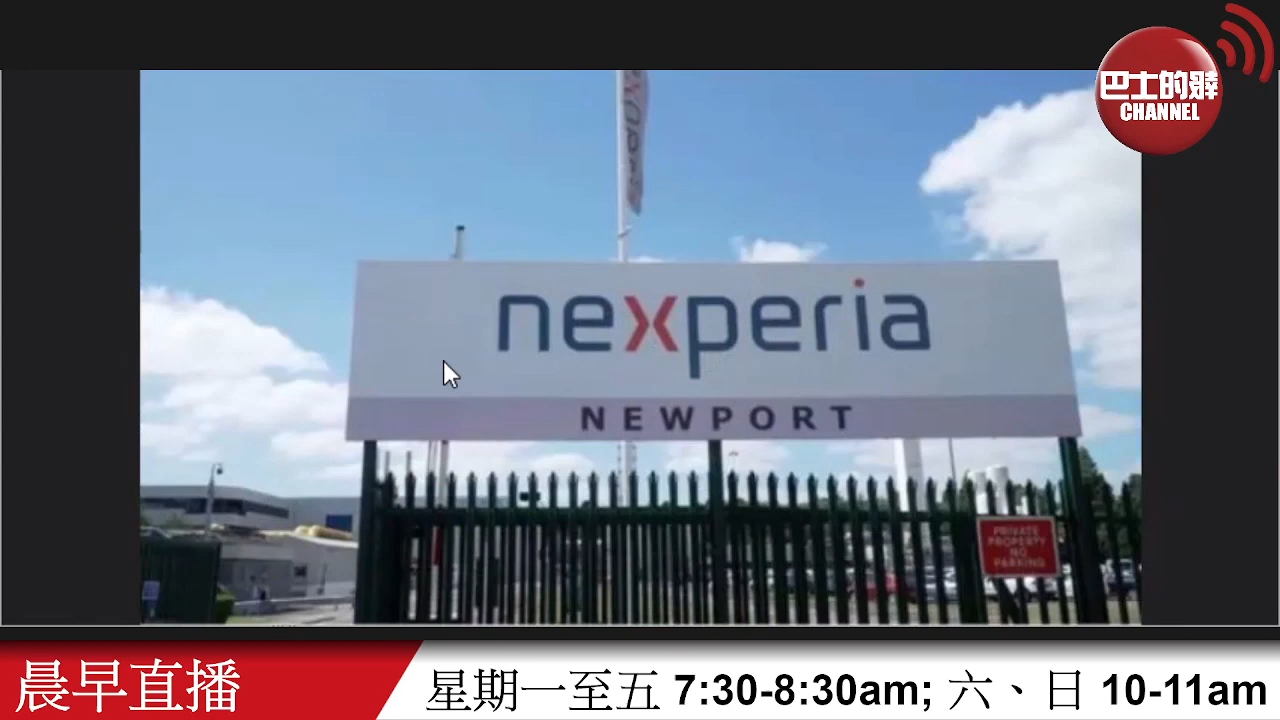 巴士的報
CHANNEL
nexperia
NEWPORT
PRIVATE
PROPERTY
NO
PARKING
晨早直播
星期一至五 7:30-8:30am; 六、日 10-11am